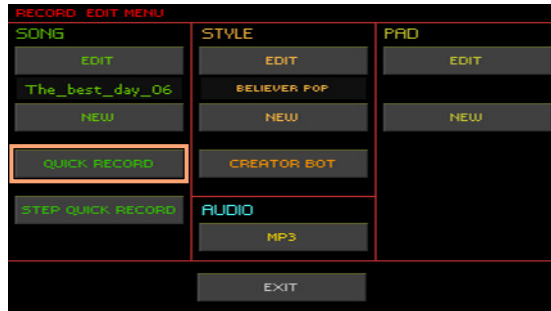 RECORD EDIT MENU
SONG
EDIT
The_best_day_06
NEW
QUICK RECORD
STEP QUICK RECORD
STYLE
EDIT
BELIEVER POP
NEW
CREATOR BOT
AUDIO
MP3
PAD
EDIT
NEW
EXIT